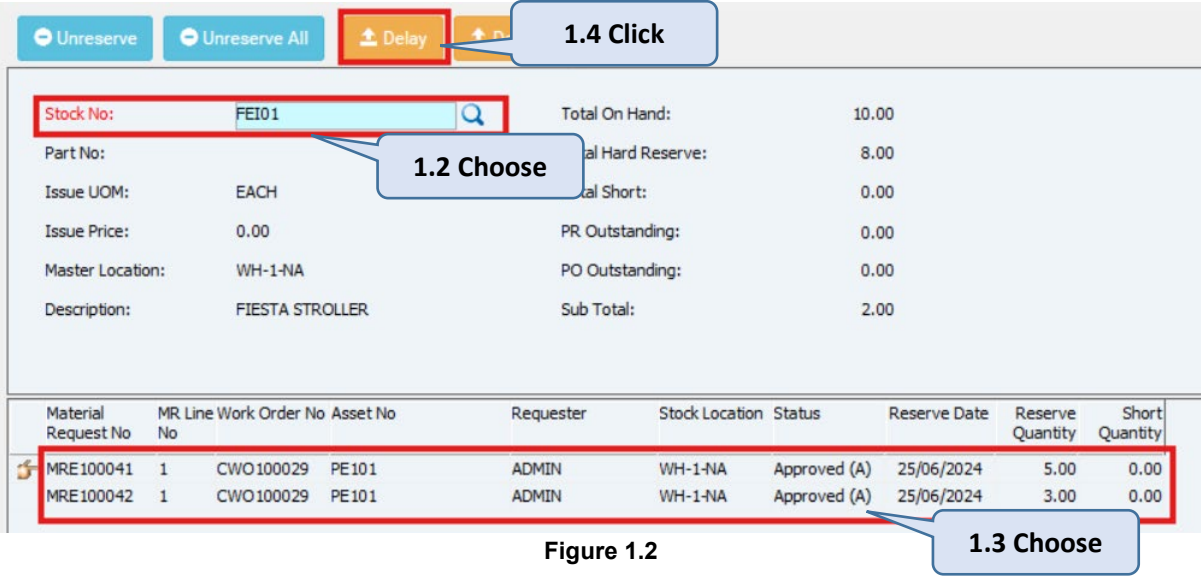 Unreserve Unreserve All Delay 1.4 Click
Stock No: FEI01 Total On Hand: 10.00
Part No: 1.2 Choose Hard Reserve: 8.00
Issue UOM: EACH Short: 0.00
Issue Price: 0.00 PR Outstanding: 0.00
Master Location: WH-1-NA PO Outstanding: 0.00
Description: FIESTA STROLLER Sub Total: 2.00
Material Request No MR Line No Work Order No Asset No Requester Stock Location Status Reserve Date Reserve Quantity Short Quantity
MRE100041 1 CWO100029 PE101 ADMIN WH-1-NA Approved (A) 25/06/2024 5.00 0.00
MRE100042 1 CWO100029 PE101 ADMIN WH-1-NA Approved (A) 25/06/2024 3.00 0.00
1.3 Choose
Figure 1.2